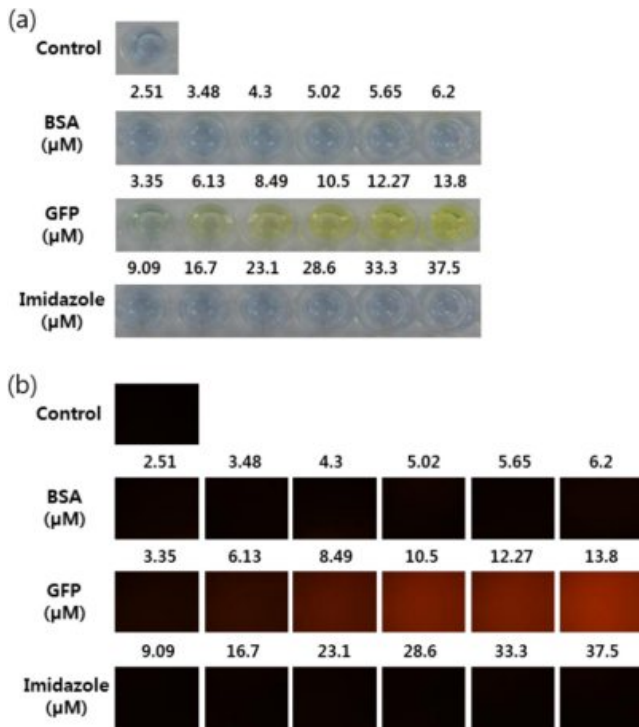 (a)
Control
2.51 3.48 4.3 5.02 5.65 6.2
BSA
(μM)
3.35 6.13 8.49 10.5 12.27 13.8
GFP
(μM)
9.09 16.7 23.1 28.6 33.3 37.5
Imidazole
(μM)
(b)
Control
2.51 3.48 4.3 5.02 5.65 6.2
BSA
(μM)
3.35 6.13 8.49 10.5 12.27 13.8
GFP
(μM)
9.09 16.7 23.1 28.6 33.3 37.5
Imidazole
(μM)